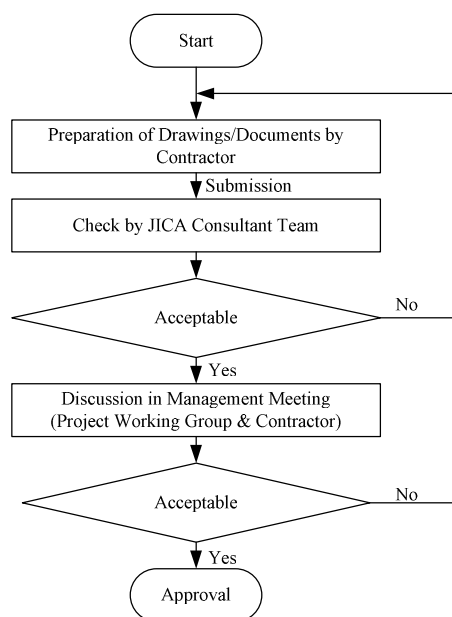 Start
Preparation of Drawings/Documents by
Contractor
Submission
Check by JICA Consultant Team
Acceptable
No
Yes
Discussion in Management Meeting
(Project Working Group & Contractor)
Acceptable
No
Yes
Approval